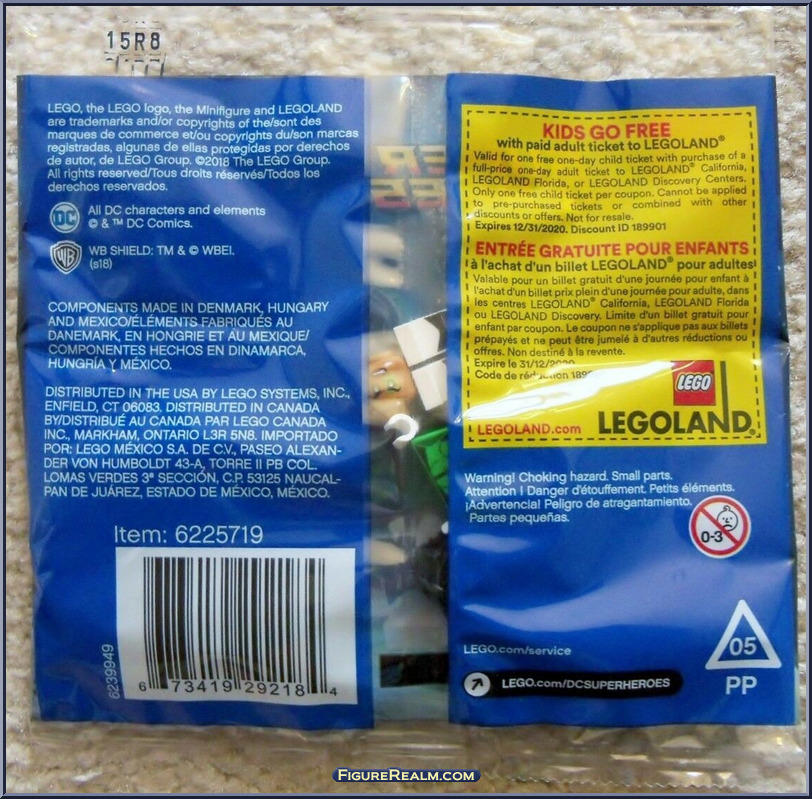 15R8
LEGO, the LEGO logo, the Minifigure and LEGOLAND
are trademarks and/or copyrights of the/sont des
marques de commerce et/ou copyrights du/son marcas
registradas, algunas de ellas protegidas por derechos
de autor, de LEGO Group. ©2018 The LEGO Group.
All rights reserved/Tous droits réservés/Todos los
derechos reservados.
DC
All DC characters and elements
© & ™ DC Comics.
WB
WB SHIELD: TM & © WBEI.
(s18)
COMPONENTS MADE IN DENMARK, HUNGARY
AND MEXICO/ÉLÉMENTS FABRIQUÉS AU
DANEMARK, EN HONGRIE ET AU MEXIQUE/
COMPONENTES HECHOS EN DINAMARCA,
HUNGRÍA Y MÉXICO.
DISTRIBUTED IN THE USA BY LEGO SYSTEMS, INC.,
ENFIELD, CT 06083. DISTRIBUTED IN CANADA
BY/DISTRIBUÉ AU CANADA PAR LEGO CANADA
INC., MARKHAM, ONTARIO L3R 5N8. IMPORTADO
POR: LEGO MÉXICO S.A. DE C.V., PASEO ALEXAN-
DER VON HUMBOLDT 43-A, TORRE II PB COL.
LOMAS VERDES 3ª SECCIÓN, C.P. 53125 NAUCAL-
PAN DE JUÁREZ, ESTADO DE MÉXICO, MÉXICO.
Item: 6225719
6239949
6 73419 29218 4
KIDS GO FREE
with paid adult ticket to LEGOLAND®
Valid for one free one-day child ticket with purchase of a
full-price one-day adult ticket to LEGOLAND® California,
LEGOLAND Florida, or LEGOLAND Discovery Centers.
Only one free child ticket per coupon. Cannot be applied
to pre-purchased tickets or combined with other
discounts or offers. Not for resale.
Expires 12/31/2020. Discount ID 189901
ENTRÉE GRATUITE POUR ENFANTS
à l'achat d'un billet LEGOLAND® pour adultes!
Valable pour un billet gratuit d'une journée pour enfant à
l'achat d'un billet prix plein d'une journée pour adulte, dans
les centres LEGOLAND® California, LEGOLAND Florida
ou LEGOLAND Discovery. Limite d'un billet gratuit par
enfant par coupon. Le coupon ne s'applique pas aux billets
prépayés et ne peut être jumelé à d'autres réductions ou
offres. Non destiné à la revente.
Expire le 31/12/2020
Code de réduction 189
LEGO
LEGOLAND.com
LEGOLAND®
Warning! Choking hazard. Small parts.
Attention ! Danger d'étouffement. Petits éléments.
¡Advertencia! Peligro de atragantamiento.
Partes pequeñas.
0-3
LEGO.com/service
LEGO.com/DCSUPERHEROES
05
PP
FigureRealm.com